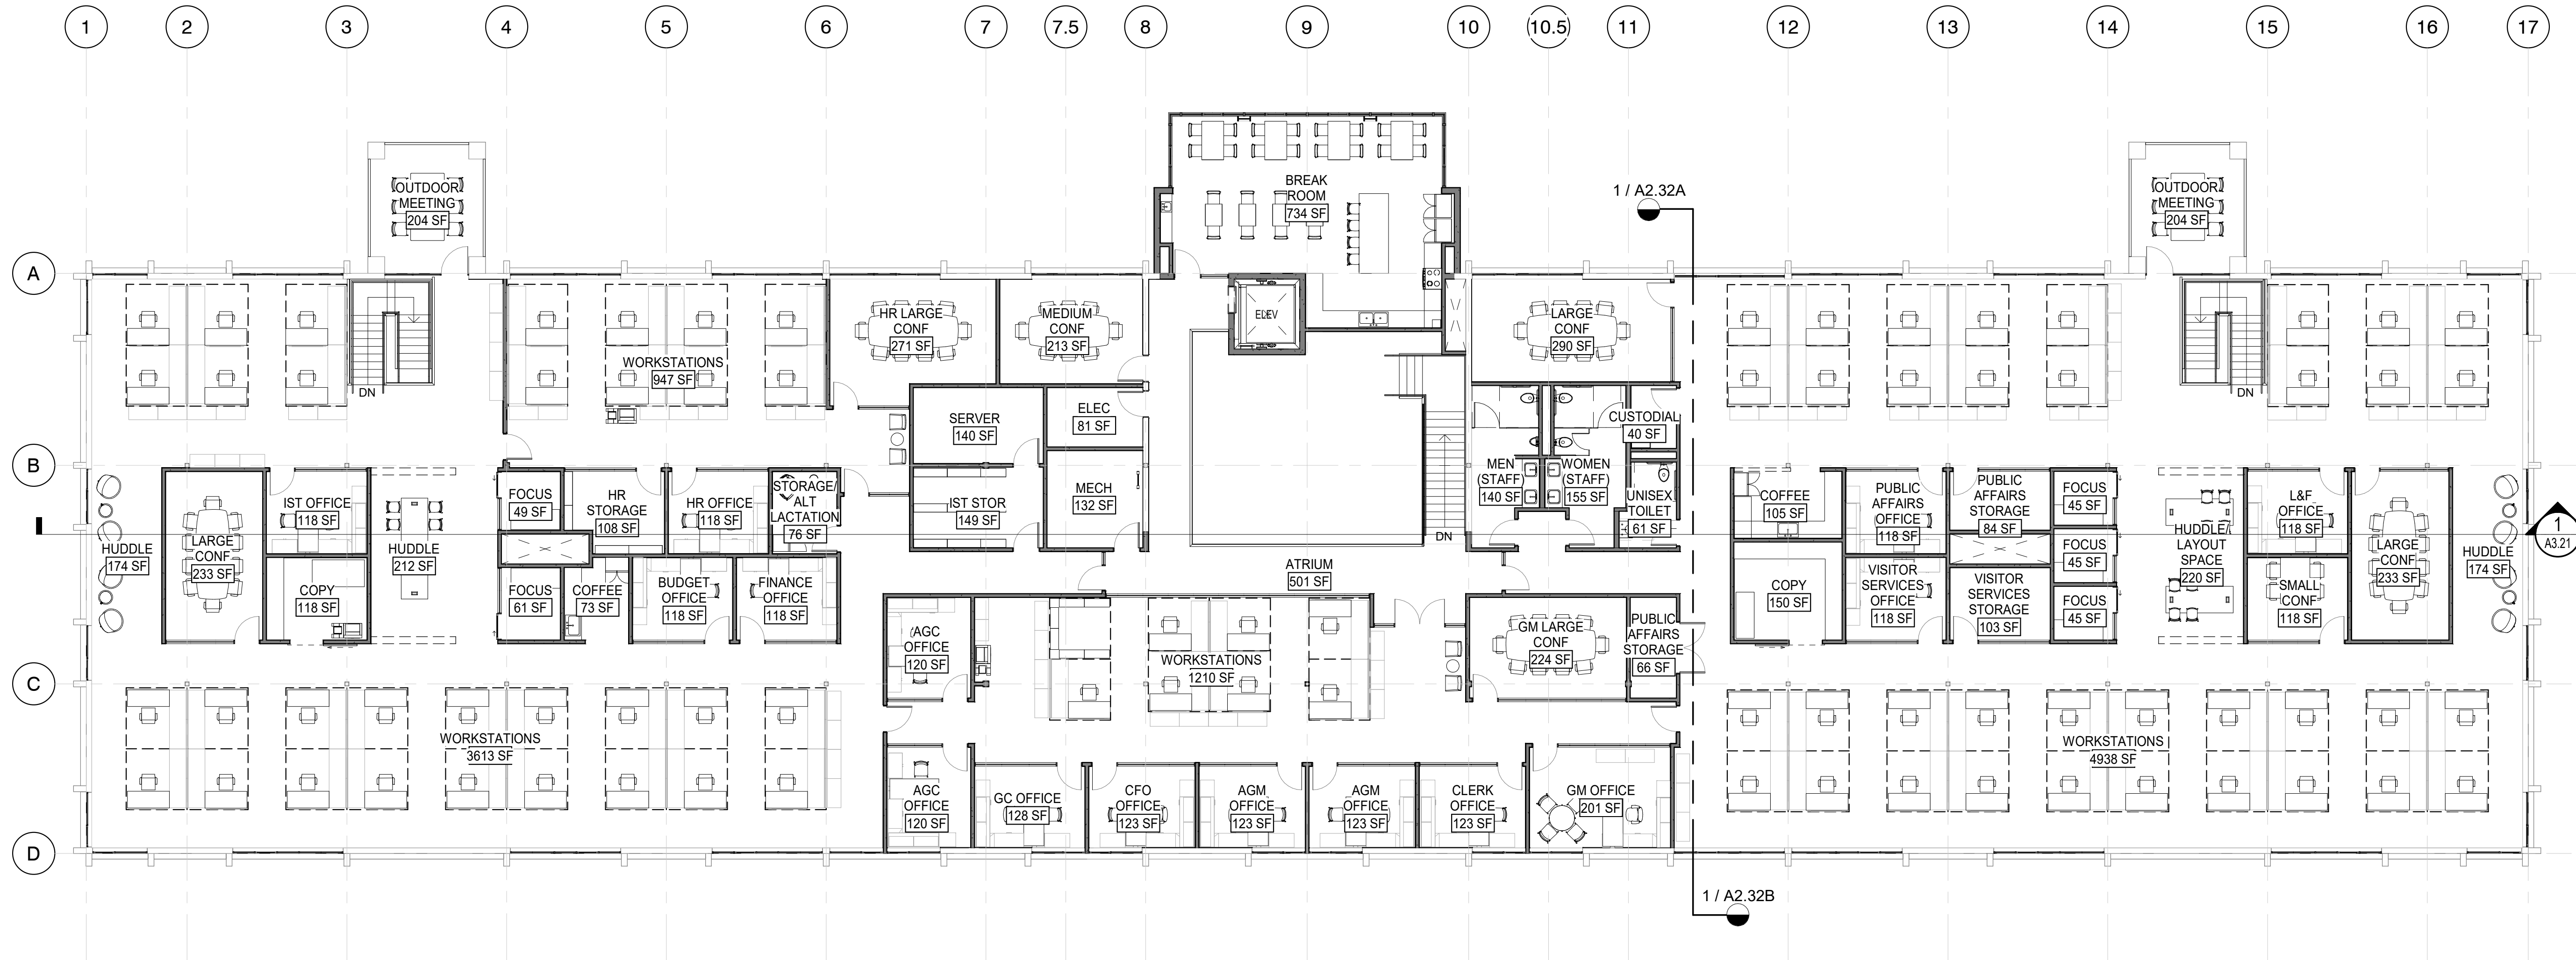 1 2 3 4 5 6 7 7.5 8 9 10 10.5 11 12 13 14 15 16 17
A
B
C
D
OUTDOOR
MEETING
204 SF
BREAK
ROOM
734 SF
1 / A2.32A
OUTDOOR
MEETING
204 SF
DN
WORKSTATIONS
947 SF
HR LARGE
CONF
271 SF
MEDIUM
CONF
213 SF
ELEV
LARGE
CONF
290 SF
DN
SERVER
140 SF
ELEC
81 SF
CUSTODIAL
40 SF
HUDDLE
174 SF
LARGE
CONF
233 SF
IST OFFICE
118 SF
COPY
118 SF
HUDDLE
212 SF
FOCUS
49 SF
HR
STORAGE
108 SF
HR OFFICE
118 SF
STORAGE/
ALT
LACTATION
76 SF
FOCUS
61 SF
COFFEE
73 SF
BUDGET
OFFICE
118 SF
FINANCE
OFFICE
118 SF
IST STOR
149 SF
MECH
132 SF
DN
MEN
(STAFF)
140 SF
WOMEN
(STAFF)
155 SF
UNISEX
TOILET
61 SF
ATRIUM
501 SF
COFFEE
105 SF
COPY
150 SF
PUBLIC
AFFAIRS
OFFICE
118 SF
PUBLIC
AFFAIRS
STORAGE
84 SF
VISITOR
SERVICES
OFFICE
118 SF
VISITOR
SERVICES
STORAGE
103 SF
FOCUS
45 SF
FOCUS
45 SF
FOCUS
45 SF
HUDDLE/
LAYOUT
SPACE
220 SF
L&F
OFFICE
118 SF
SMALL
CONF
118 SF
LARGE
CONF
233 SF
HUDDLE
174 SF
1
A3.21
AGC
OFFICE
120 SF
WORKSTATIONS
1210 SF
GM LARGE
CONF
224 SF
PUBLIC
AFFAIRS
STORAGE
66 SF
WORKSTATIONS
3613 SF
WORKSTATIONS
4938 SF
AGC
OFFICE
120 SF
GC OFFICE
128 SF
CFO
OFFICE
123 SF
AGM
OFFICE
123 SF
AGM
OFFICE
123 SF
CLERK
OFFICE
123 SF
GM OFFICE
201 SF
1 / A2.32B